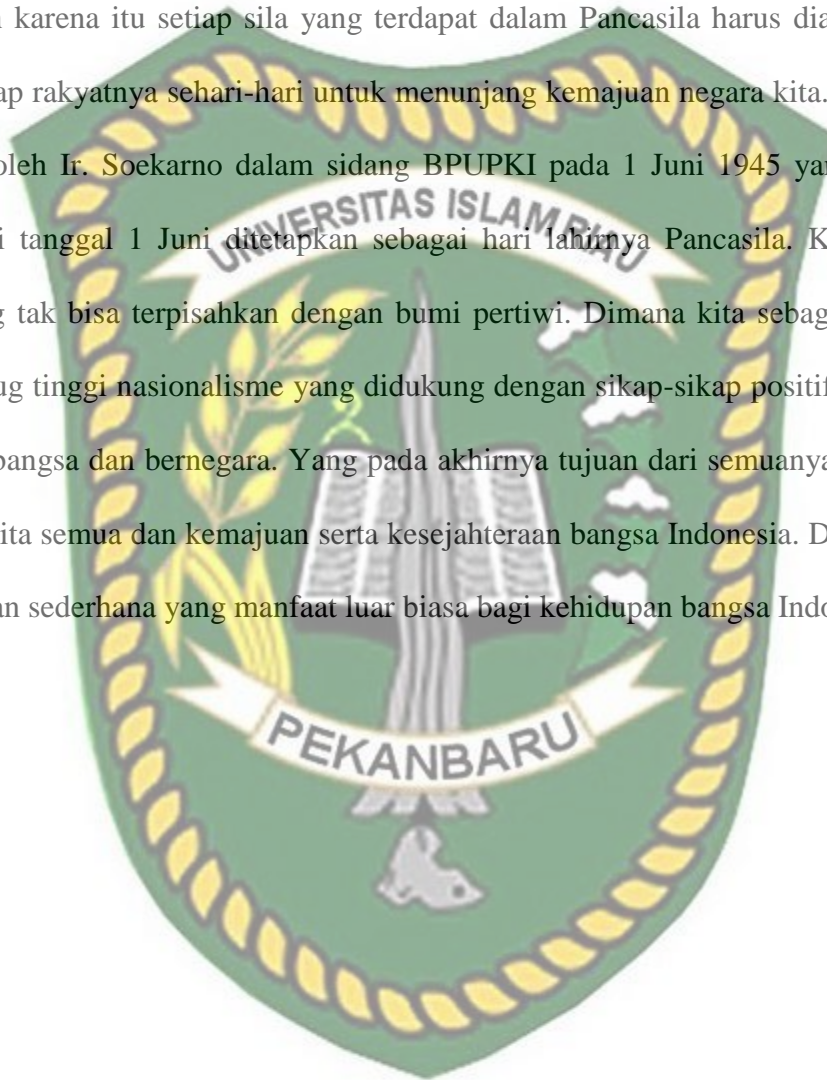 karena itu setiap sila yang terdapat dalam Pancasila harus dia
ap rakyatnya sehari-hari untuk menunjang kemajuan negara kita.
oleh Ir. Soekarno dalam sidang BPUPKI pada 1 Juni 1945 yan
i tanggal 1 Juni ditetapkan sebagai hari lahirnya Pancasila. K
UNIVERSITAS ISLAM RIAU
g tak bisa terpisahkan dengan bumi pertiwi. Dimana kita sebag
ug tinggi nasionalisme yang didukung dengan sikap-sikap positif
bangsa dan bernegara. Yang pada akhirnya tujuan dari semuanya
ita semua dan kemajuan serta kesejahteraan bangsa Indonesia. D
an sederhana yang manfaat luar biasa bagi kehidupan bangsa Indo
PEKANBARU